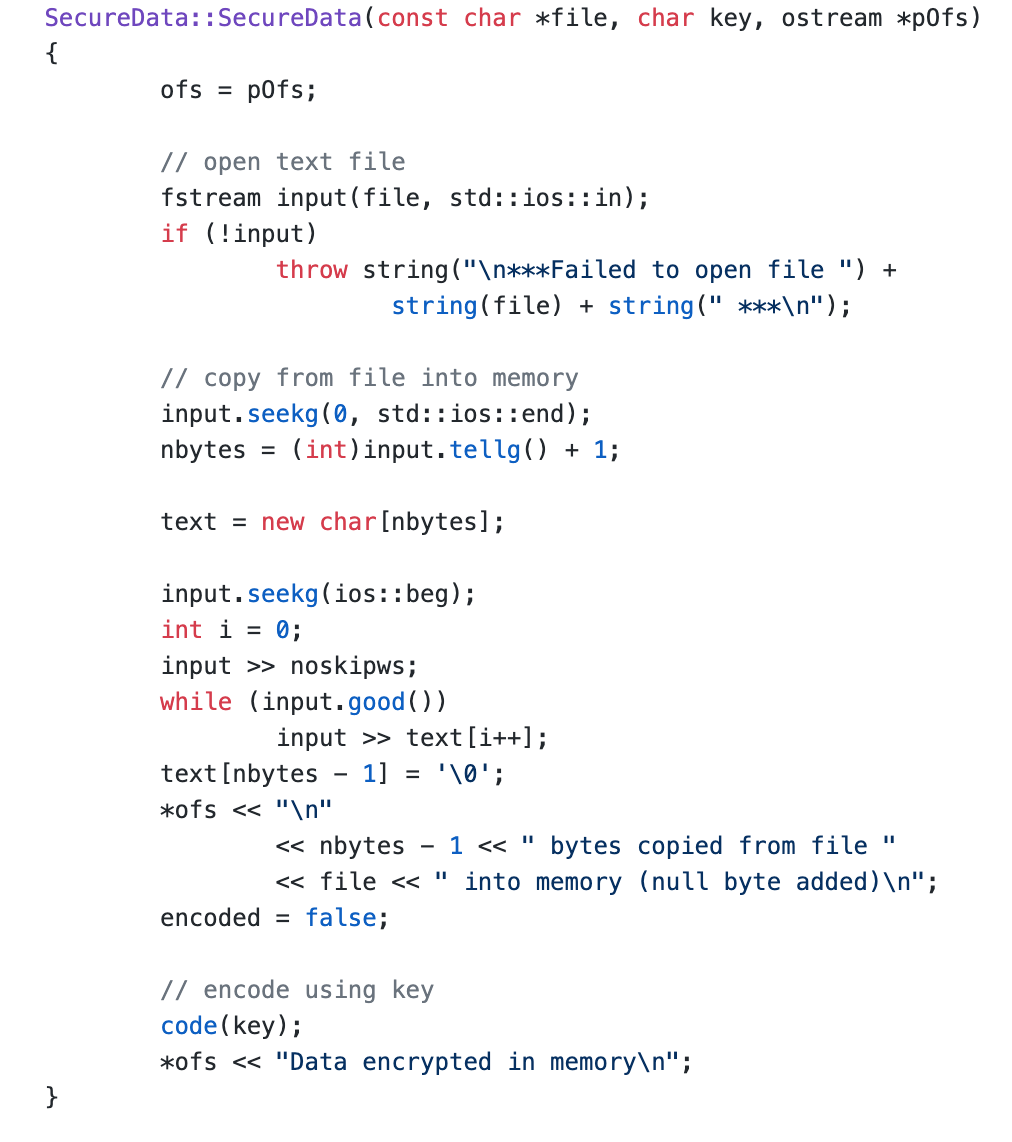 SecureData::SecureData(const char *file, char key, ostream *pOfs)
{
ofs = pOfs;
// open text file
fstream input(file, std::ios::in);
if (!input)
throw string("\n***Failed to open file ") +
string(file) + string(" ***\n");
// copy from file into memory
input.seekg(0, std::ios::end);
nbytes = (int)input.tellg() + 1;
text = new char[nbytes];
input.seekg(ios::beg);
int i = 0;
input >> noskipws;
while (input.good())
input >> text[i++];
text[nbytes - 1] = '\0';
*ofs << "\n"
<< nbytes - 1 << " bytes copied from file "
<< file << " into memory (null byte added)\n";
encoded = false;
// encode using key
code(key);
*ofs << "Data encrypted in memory\n";
}